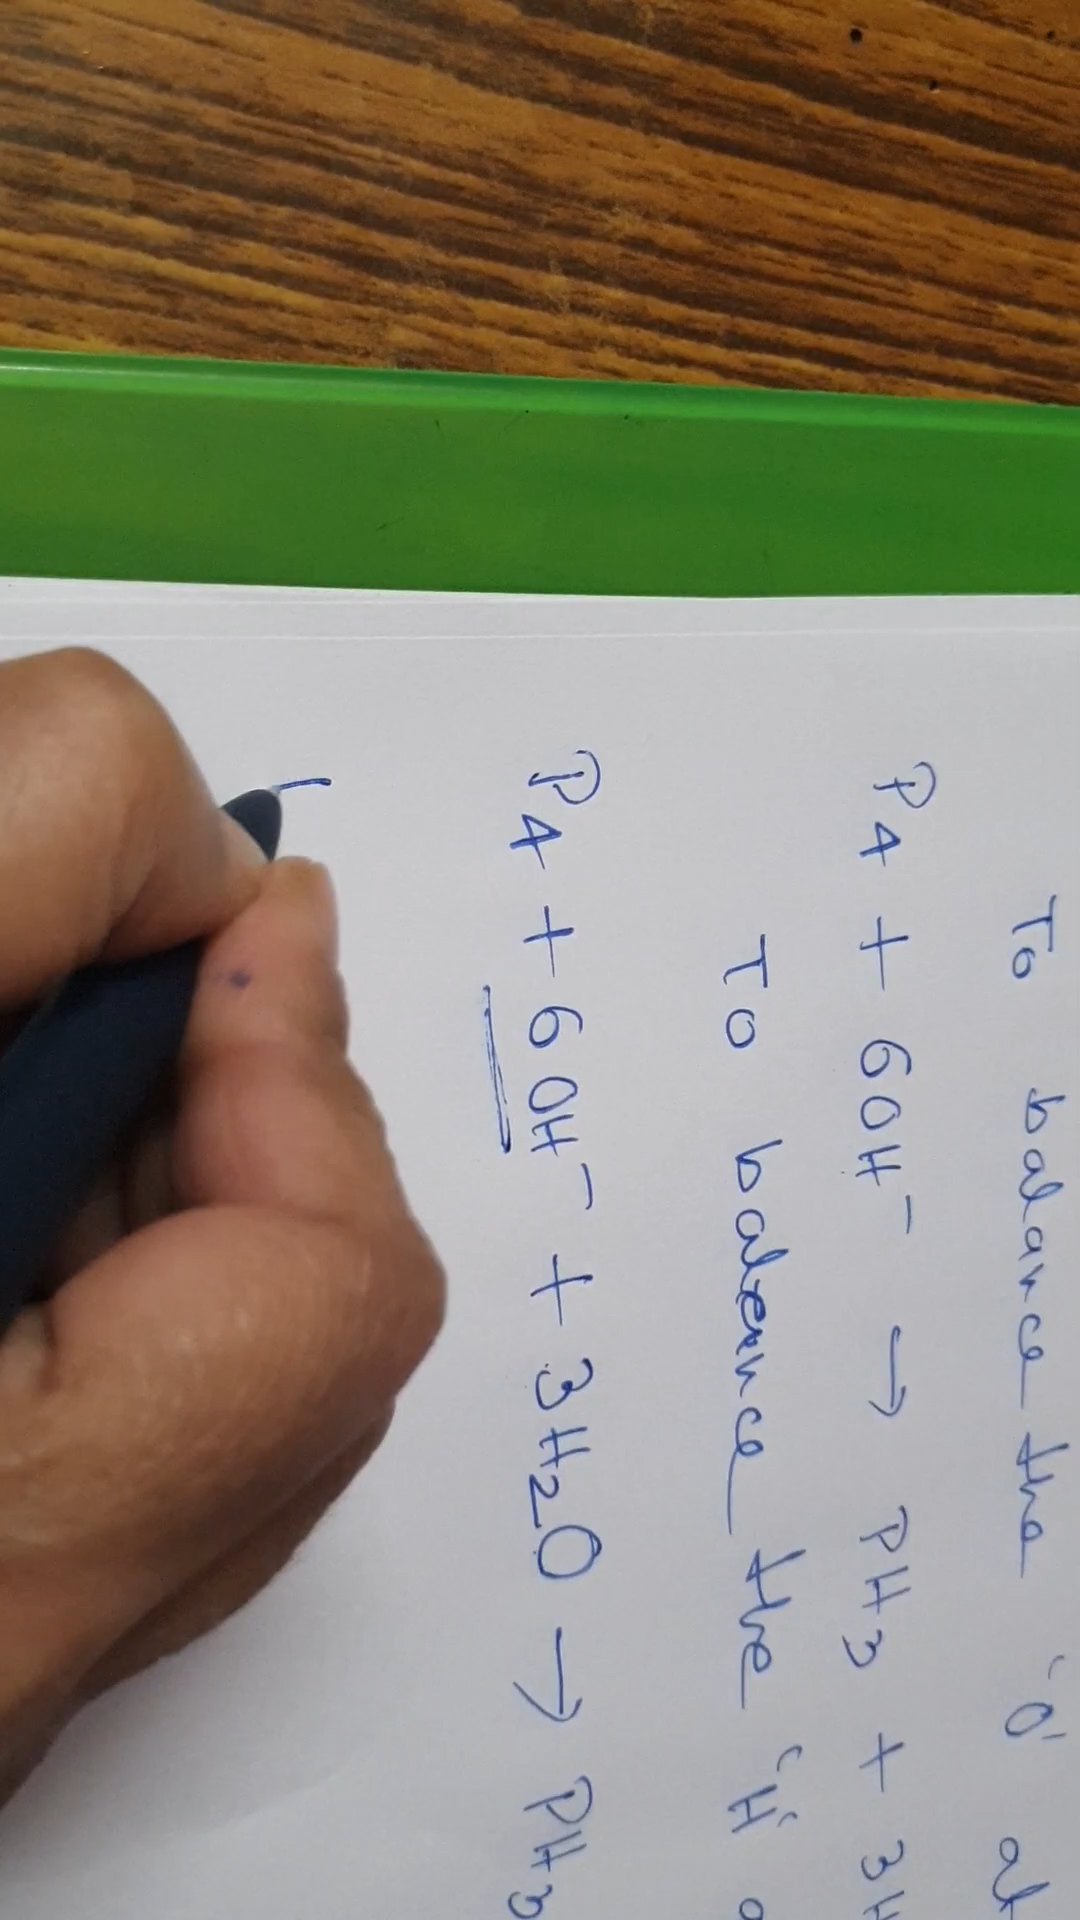 To balance the "O" at
P4 + 6OH⁻ → PH3 + 3H
To balance the "H"
P4 + 6OH⁻ + 3H2O → PH3